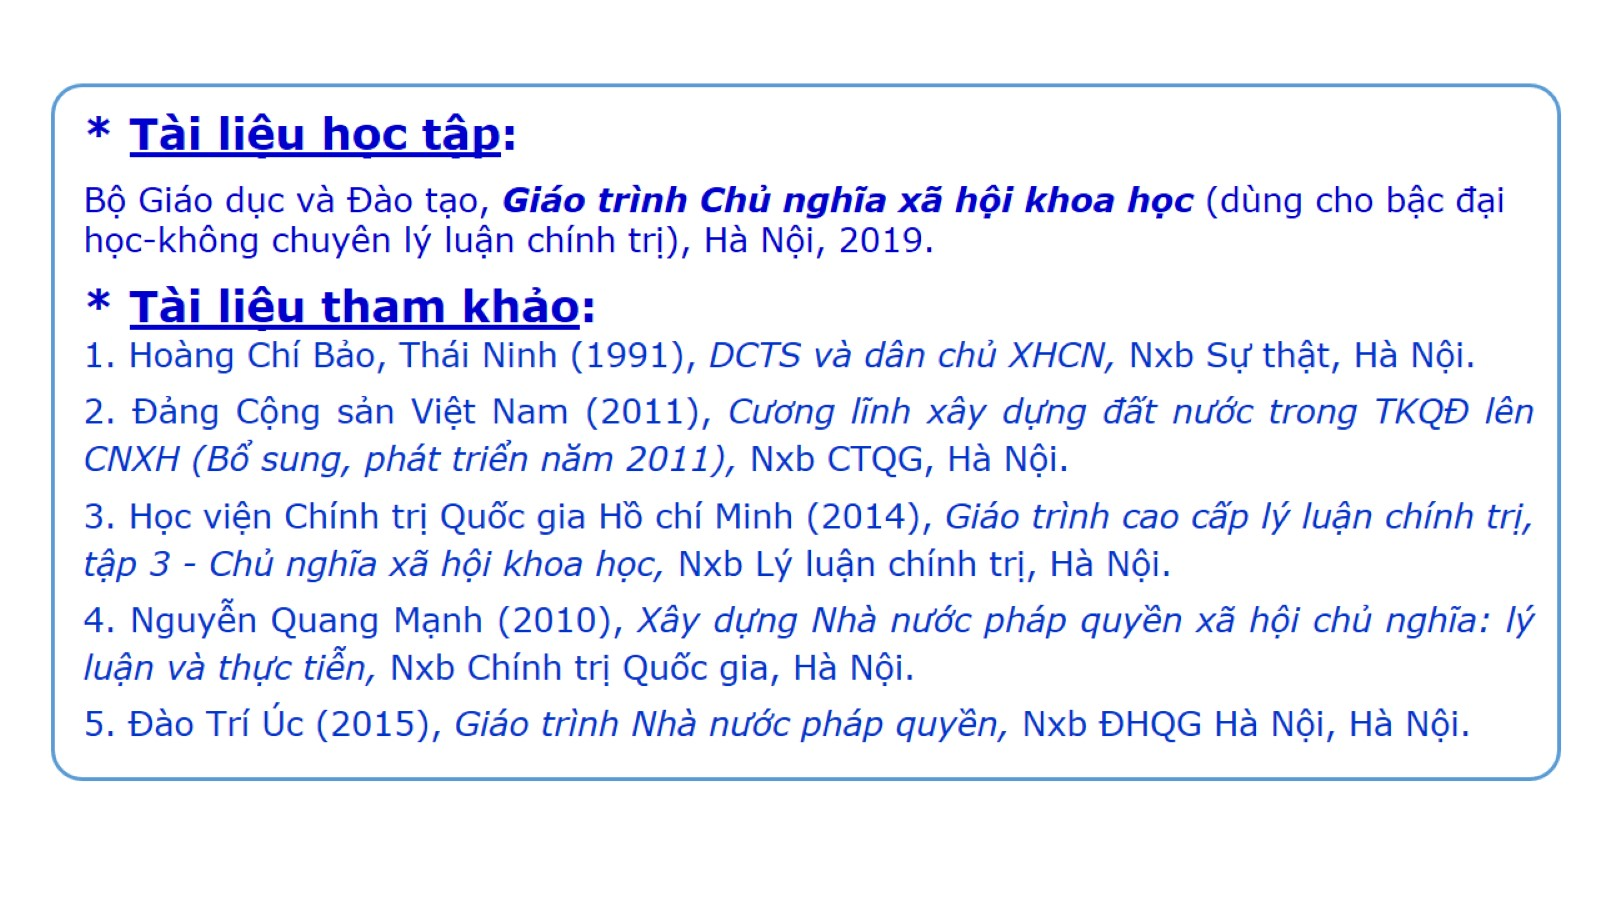 * Tài liệu học tập:
Bộ Giáo dục và Đào tạo, Giáo trình Chủ nghĩa xã hội khoa học (dùng cho bậc đại
học-không chuyên lý luận chính trị), Hà Nội, 2019.
* Tài liệu tham khảo:
1. Hoàng Chí Bảo, Thái Ninh (1991), DCTS và dân chủ XHCN, Nxb Sự thật, Hà Nội.
2. Đảng Cộng sản Việt Nam (2011), Cương lĩnh xây dựng đất nước trong TKQĐ lên
CNXH (Bổ sung, phát triển năm 2011), Nxb CTQG, Hà Nội.
3. Học viện Chính trị Quốc gia Hồ chí Minh (2014), Giáo trình cao cấp lý luận chính trị,
tập 3 - Chủ nghĩa xã hội khoa học, Nxb Lý luận chính trị, Hà Nội.
4. Nguyễn Quang Mạnh (2010), Xây dựng Nhà nước pháp quyền xã hội chủ nghĩa: lý
luận và thực tiễn, Nxb Chính trị Quốc gia, Hà Nội.
5. Đào Trí Úc (2015), Giáo trình Nhà nước pháp quyền, Nxb ĐHQG Hà Nội, Hà Nội.